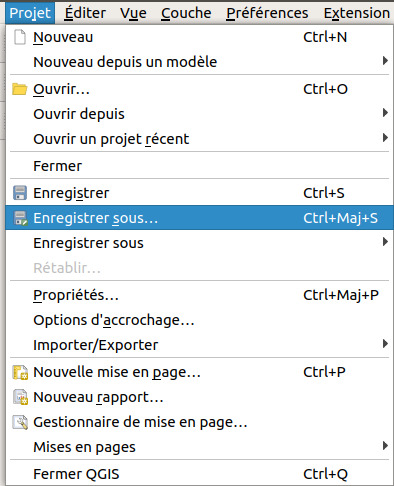 Projet Éditer Vue Couche Préférences Extension
Nouveau Ctrl+N
Nouveau depuis un modèle
Ouvrir... Ctrl+O
Ouvrir depuis
Ouvrir un projet récent
Fermer
Enregistrer Ctrl+S
Enregistrer sous... Ctrl+Maj+S
Enregistrer sous
Rétablir...
Propriétés... Ctrl+Maj+P
Options d'accrochage...
Importer/Exporter
Nouvelle mise en page... Ctrl+P
Nouveau rapport...
Gestionnaire de mise en page...
Mises en pages
Fermer QGIS Ctrl+Q